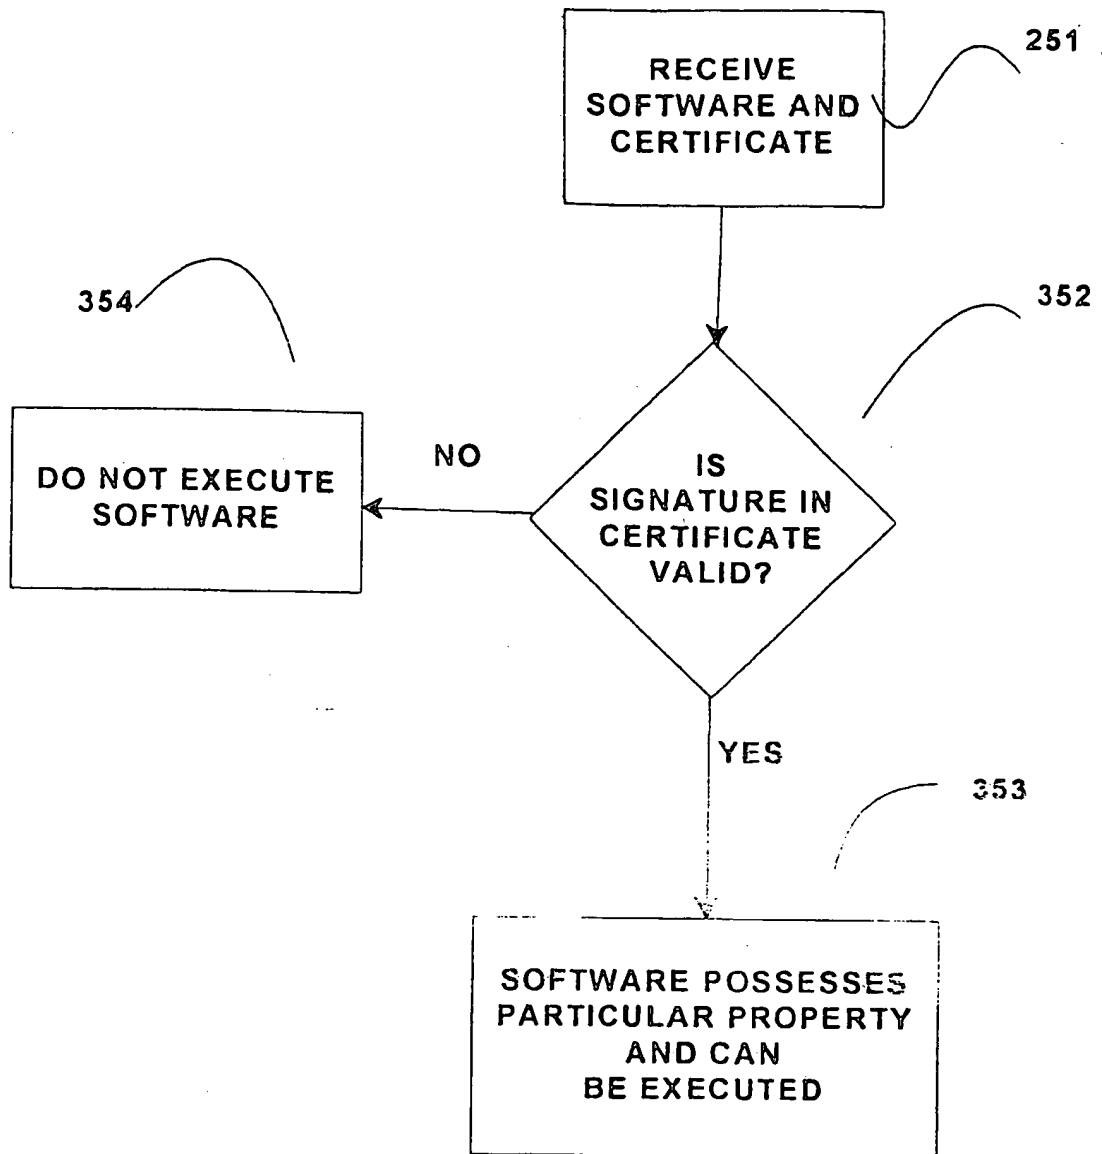 RECEIVE
SOFTWARE AND
CERTIFICATE
251
354
352
DO NOT EXECUTE
SOFTWARE
NO
IS
SIGNATURE IN
CERTIFICATE
VALID?
YES
353
SOFTWARE POSSESSES
PARTICULAR PROPERTY
AND CAN
BE EXECUTED